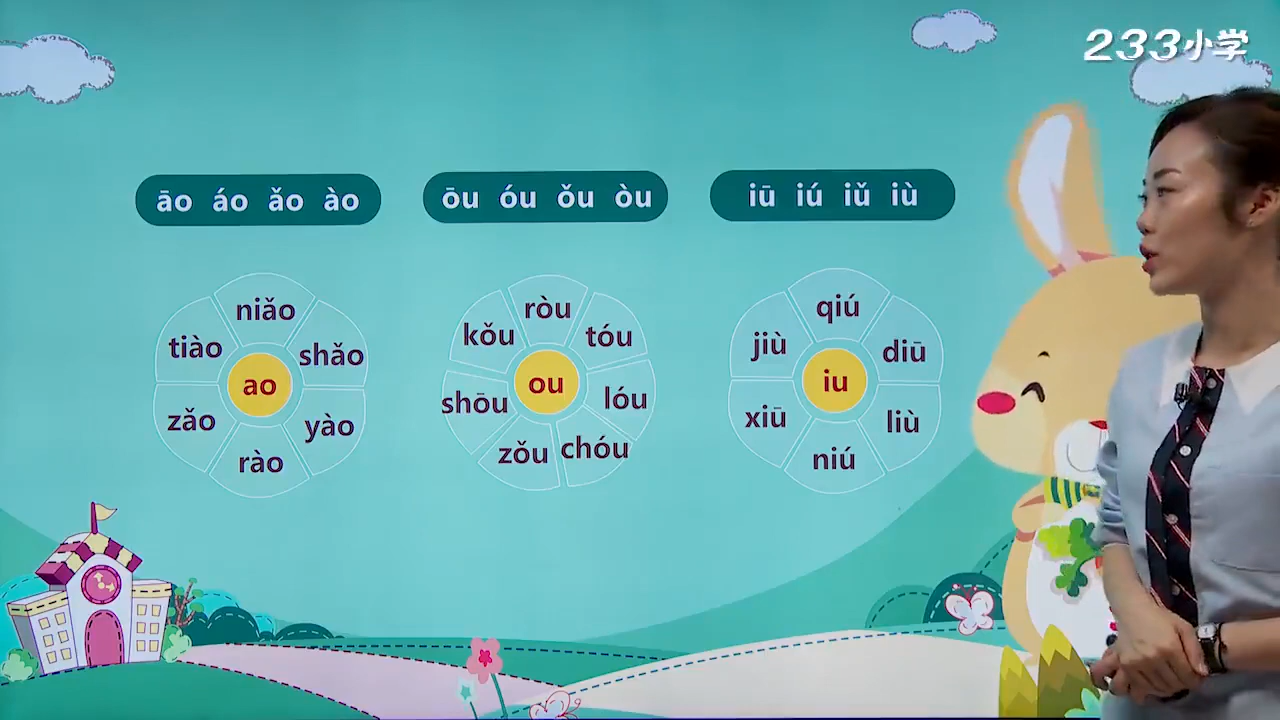 233小学
āo áo ǎo ào
ōu óu ǒu òu
iū iú iǔ iù
niǎo
tiào
shǎo
ao
zǎo
yào
rào
ròu
kǒu
tóu
ou
shōu
lóu
zǒu
chóu
qiú
jiù
diū
iu
xiū
liù
niú